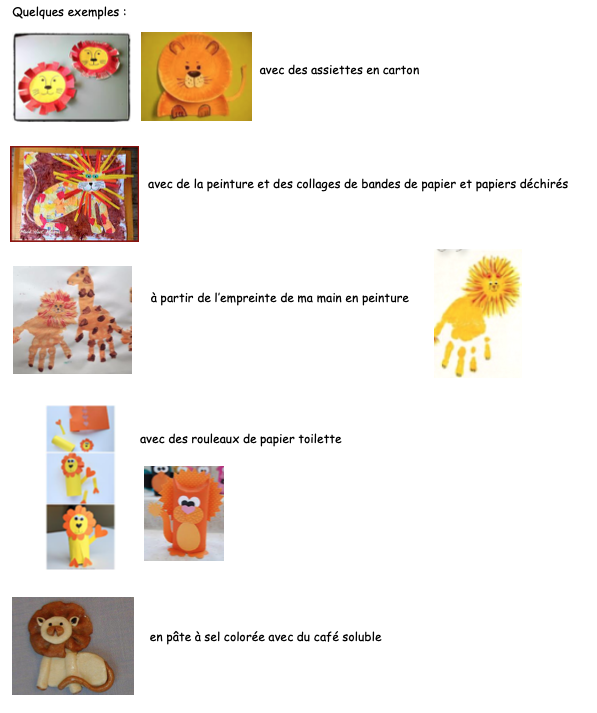 Quelques exemples :
avec des assiettes en carton
avec de la peinture et des collages de bandes de papier et papiers déchirés
à partir de l'empreinte de ma main en peinture
avec des rouleaux de papier toilette
en pâte à sel colorée avec du café soluble